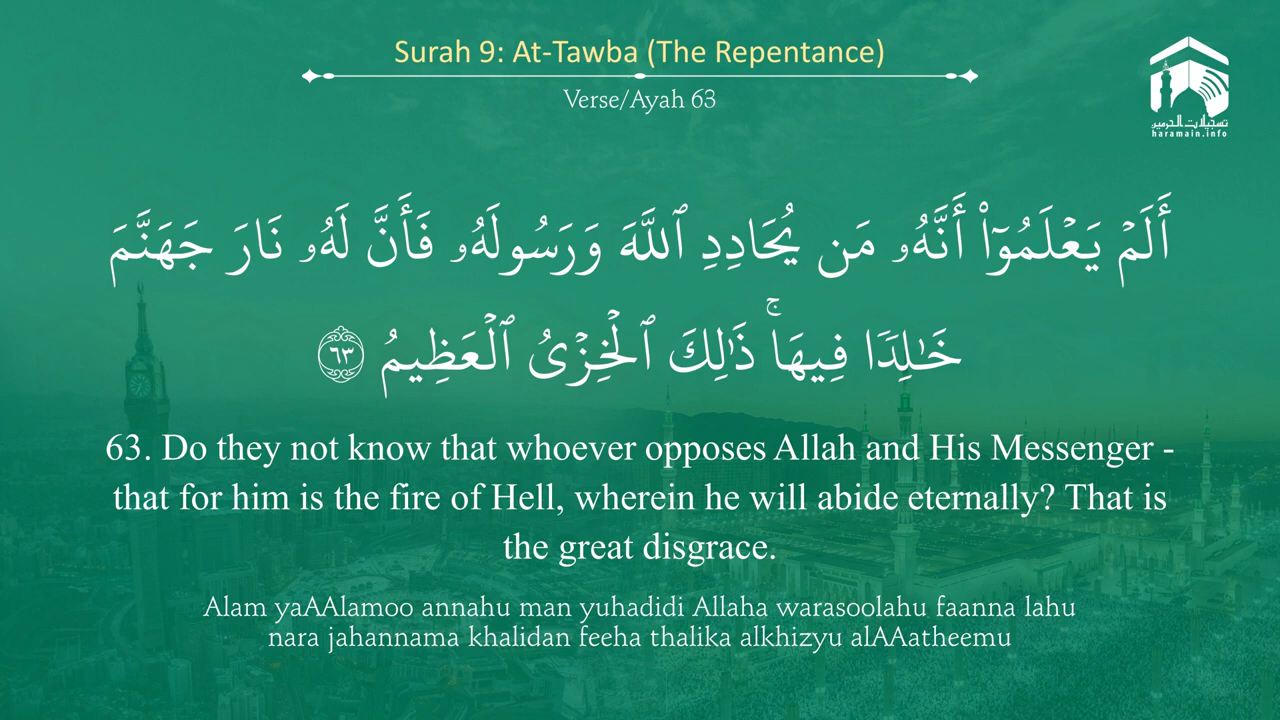 Surah 9: At-Tawba (The Repentance)
Verse/Ayah 63
تسجيلات الحرمين
haramain.info
أَلَمۡ يَعۡلَمُوٓاْ أَنَّهُۥ مَن يُحَادِدِ ٱللَّهَ وَرَسُولَهُۥ فَأَنَّ لَهُۥ نَارَ جَهَنَّمَ
خَٰلِدٗا فِيهَاۚ ذَٰلِكَ ٱلۡخِزۡيُ ٱلۡعَظِيمُ ٦٣
63. Do they not know that whoever opposes Allah and His Messenger -
that for him is the fire of Hell, wherein he will abide eternally? That is
the great disgrace.
Alam yaAAlamoo annahu man yuhadidi Allaha warasoolahu faanna lahu
nara jahannama khalidan feeha thalika alkhizyu alAAatheemu